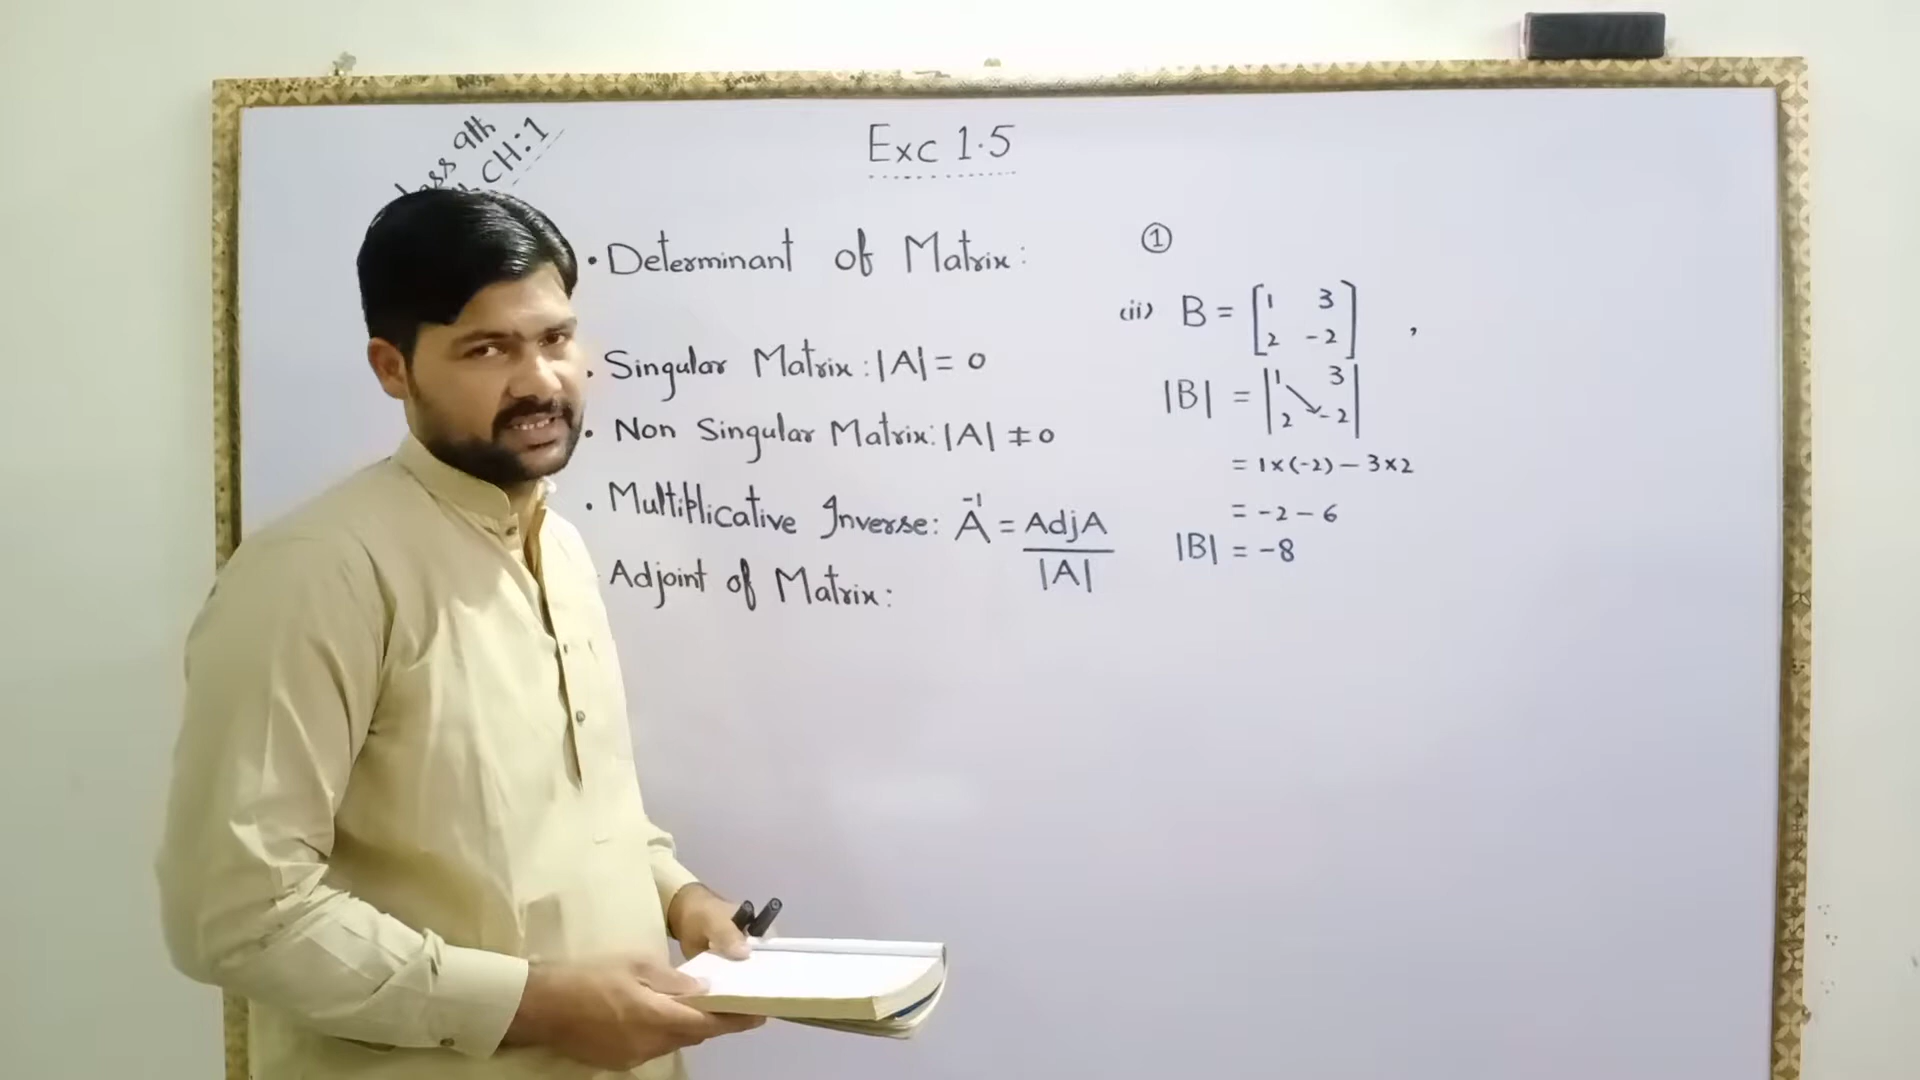 9th
CH:1
Exc 1.5
• Determinant of Matrix:
• Singular Matrix: |A| = 0
• Non Singular Matrix: |A| ≠ 0
• Multiplicative Inverse: A⁻¹ = AdjA / |A|
Adjoint of Matrix:
①
(ii) B = [1 3
2 -2] ,
|B| = |1 3
2 -2|
= 1×(-2) - 3×2
= -2 - 6
|B| = -8